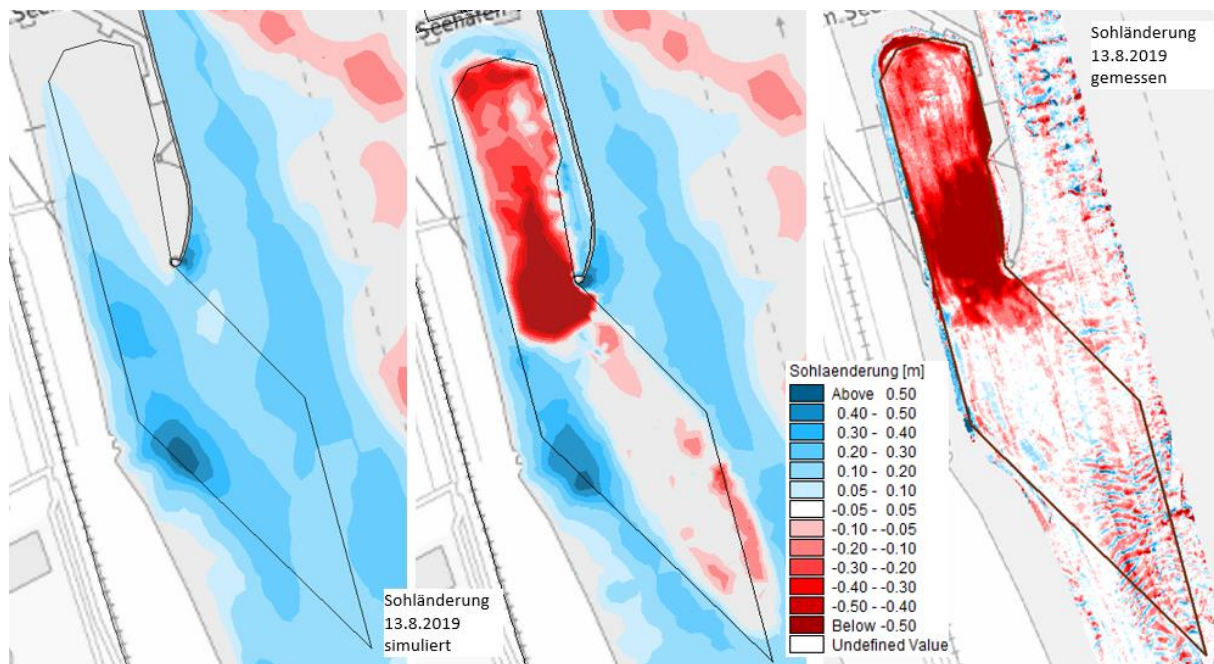 Seehäfen
Seehäfen
m. Seehä
Sohländerung
13.8.2019
gemessen
Sohlaenderung [m]
Above 0.50
0.40 - 0.50
0.30 - 0.40
0.20 - 0.30
0.10 - 0.20
0.05 - 0.10
-0.05 - 0.05
-0.10 - -0.05
-0.20 - -0.10
-0.30 - -0.20
-0.40 - -0.30
-0.50 - -0.40
Below -0.50
Undefined Value
Sohländerung
13.8.2019
simuliert